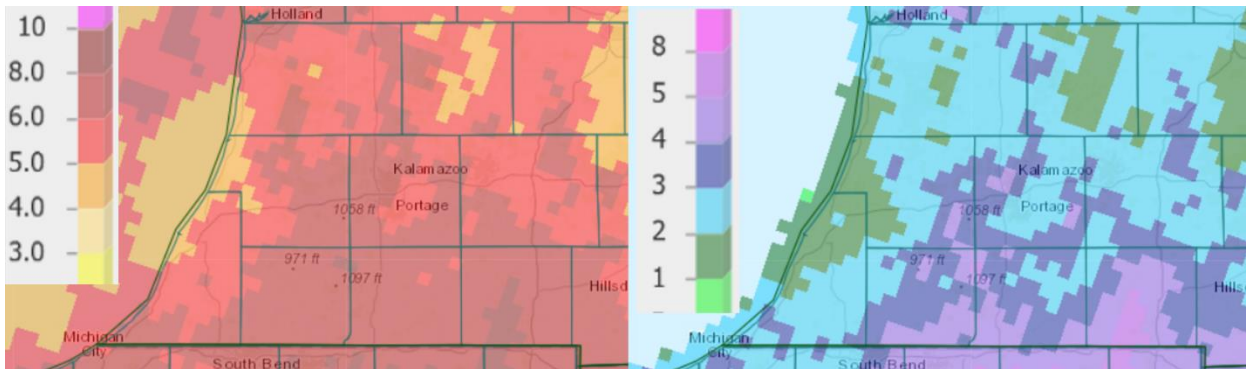 10
8.0
6.0
5.0
4.0
3.0
Holland
Kalamazoo
Portage
1058 ft
971 ft
1097 ft
Hillsd
Michigan
City
South Bend
8
5
4
3
2
1
Holland
Kalamazoo
Portage
1058 ft
971 ft
1097 ft
Hillsd
Michigan
City
South Bend